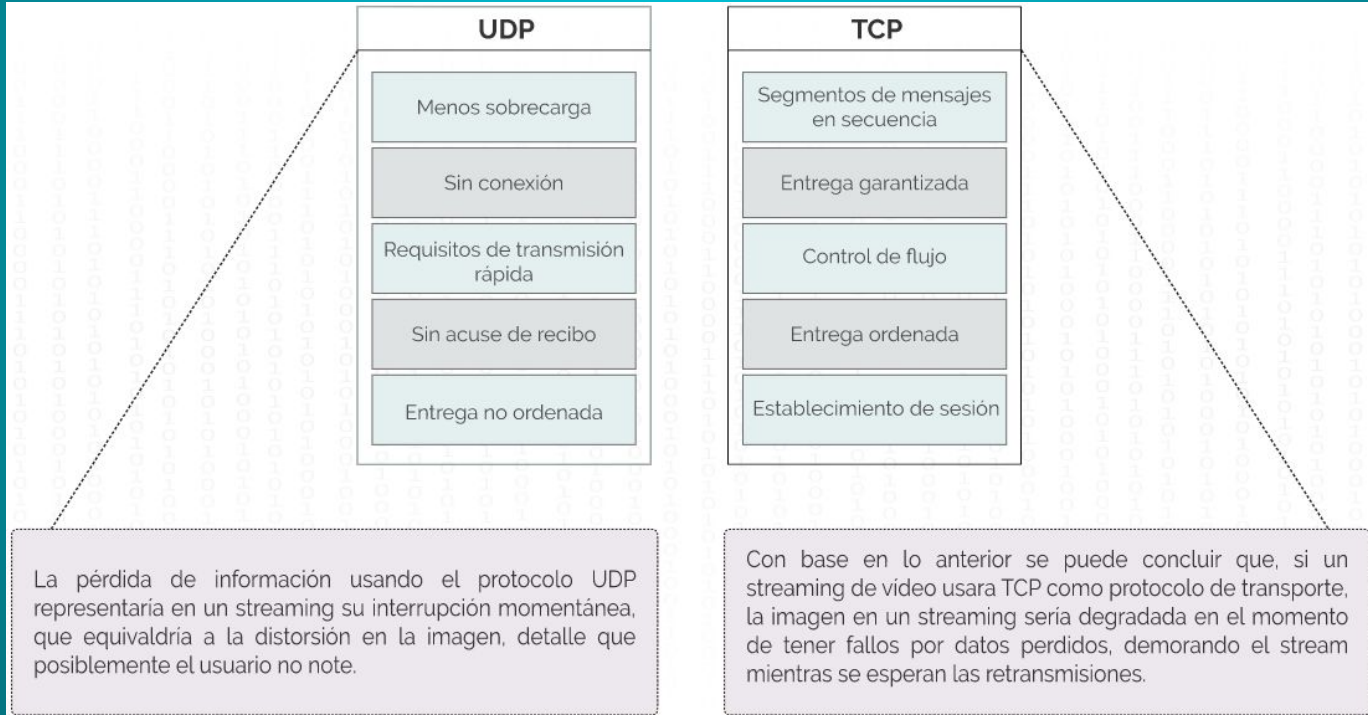 UDP
Menos sobrecarga
Sin conexión
Requisitos de transmisión
rápida
Sin acuse de recibo
Entrega no ordenada
La pérdida de información usando el protocolo UDP
representaría en un streaming su interrupción momentánea,
que equivaldría a la distorsión en la imagen, detalle que
posiblemente el usuario no note.
TCP
Segmentos de mensajes
en secuencia
Entrega garantizada
Control de flujo
Entrega ordenada
Establecimiento de sesión
Con base en lo anterior se puede concluir que, si un
streaming de vídeo usara TCP como protocolo de transporte,
la imagen en un streaming sería degradada en el momento
de tener fallos por datos perdidos, demorando el stream
mientras se esperan las retransmisiones.